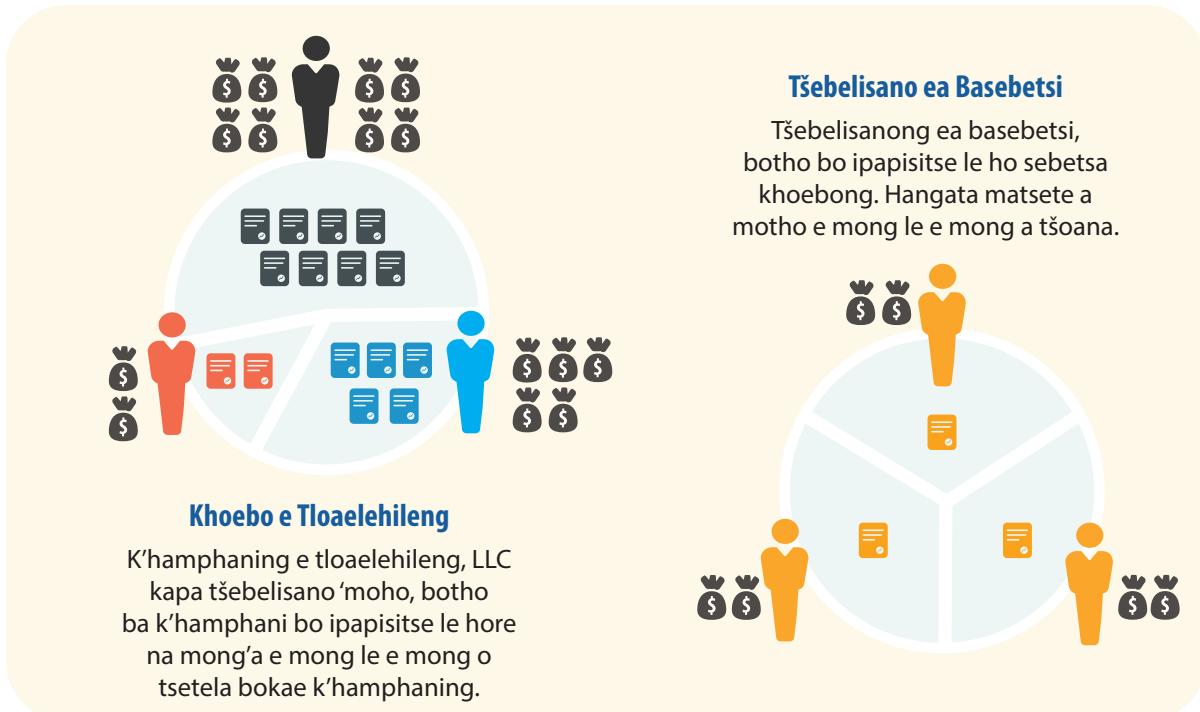 Khoebo e Tloaelehileng
K’hamphaning e tloaelehileng, LLC
kapa tšebelisano ‘moho, botho
ba k’hamphani bo ipapisitse le hore
na mong’a e mong le e mong o
tsetela bokae k’hamphaning.
Tšebelisano ea Basebetsi
Tšebelisanong ea basebetsi,
botho bo ipapisitse le ho sebetsa
khoebong. Hangata matsete a
motho e mong le e mong a tšoana.